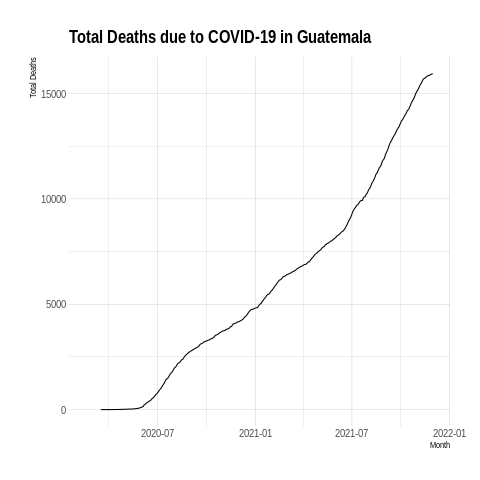 Total Deaths due to COVID-19 in Guatemala
Total Deaths
15000
10000
5000
0
2020-07
2021-01
2021-07
2022-01
Month